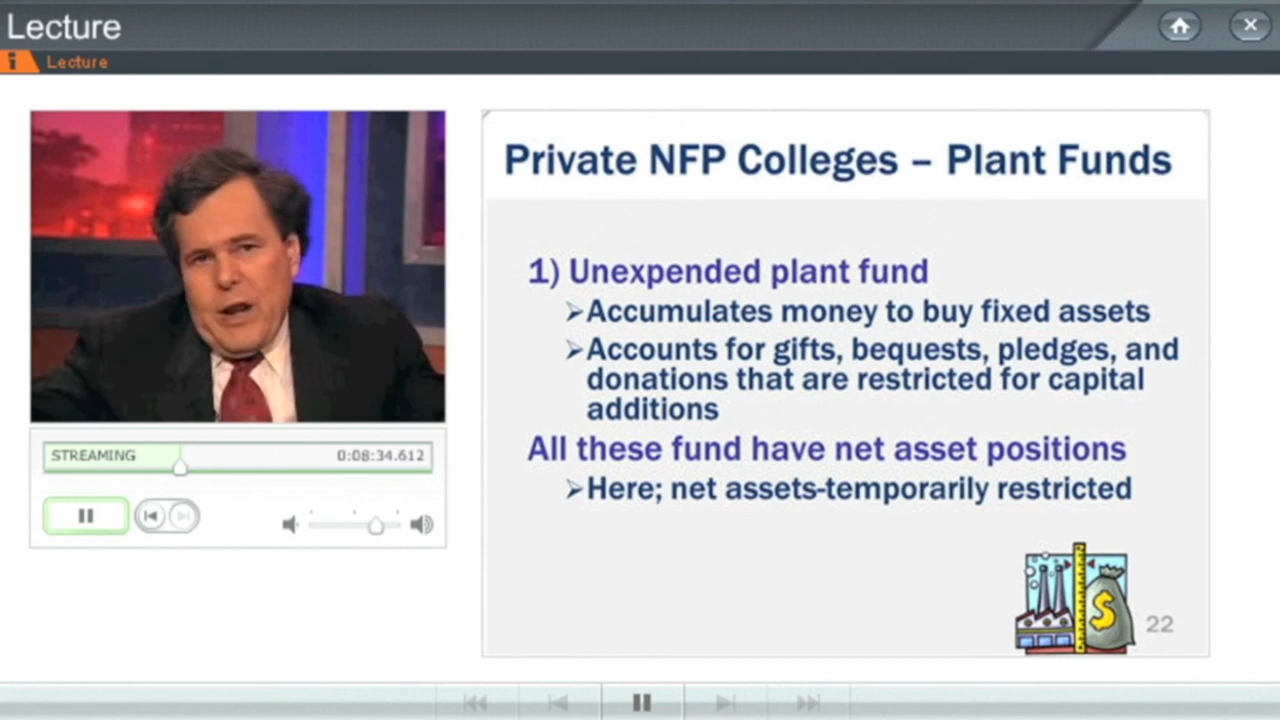 Lecture
i Lecture
Private NFP Colleges – Plant Funds
1) Unexpended plant fund
➢Accumulates money to buy fixed assets
➢Accounts for gifts, bequests, pledges, and
donations that are restricted for capital
additions
All these fund have net asset positions
➢Here; net assets-temporarily restricted
STREAMING 0:08:34.612
$
22